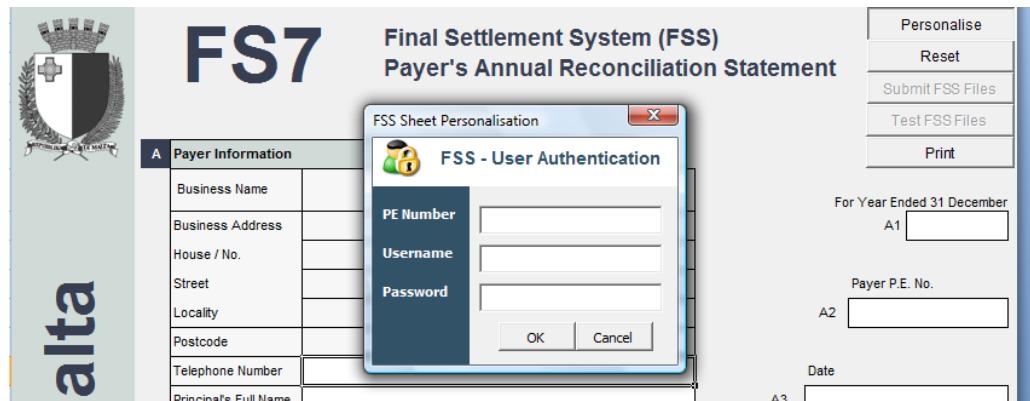 FS7
Final Settlement System (FSS)
Payer's Annual Reconciliation Statement
Personalise
Reset
Submit FSS Files
Test FSS Files
Print
FSS Sheet Personalisation
FSS - User Authentication
PE Number
Username
Password
OK Cancel
A Payer Information
Business Name
Business Address
House / No.
Street
Locality
Postcode
Telephone Number
Principal's Full Name
For Year Ended 31 December
A1
Payer P.E. No.
A2
Date
A3
alta